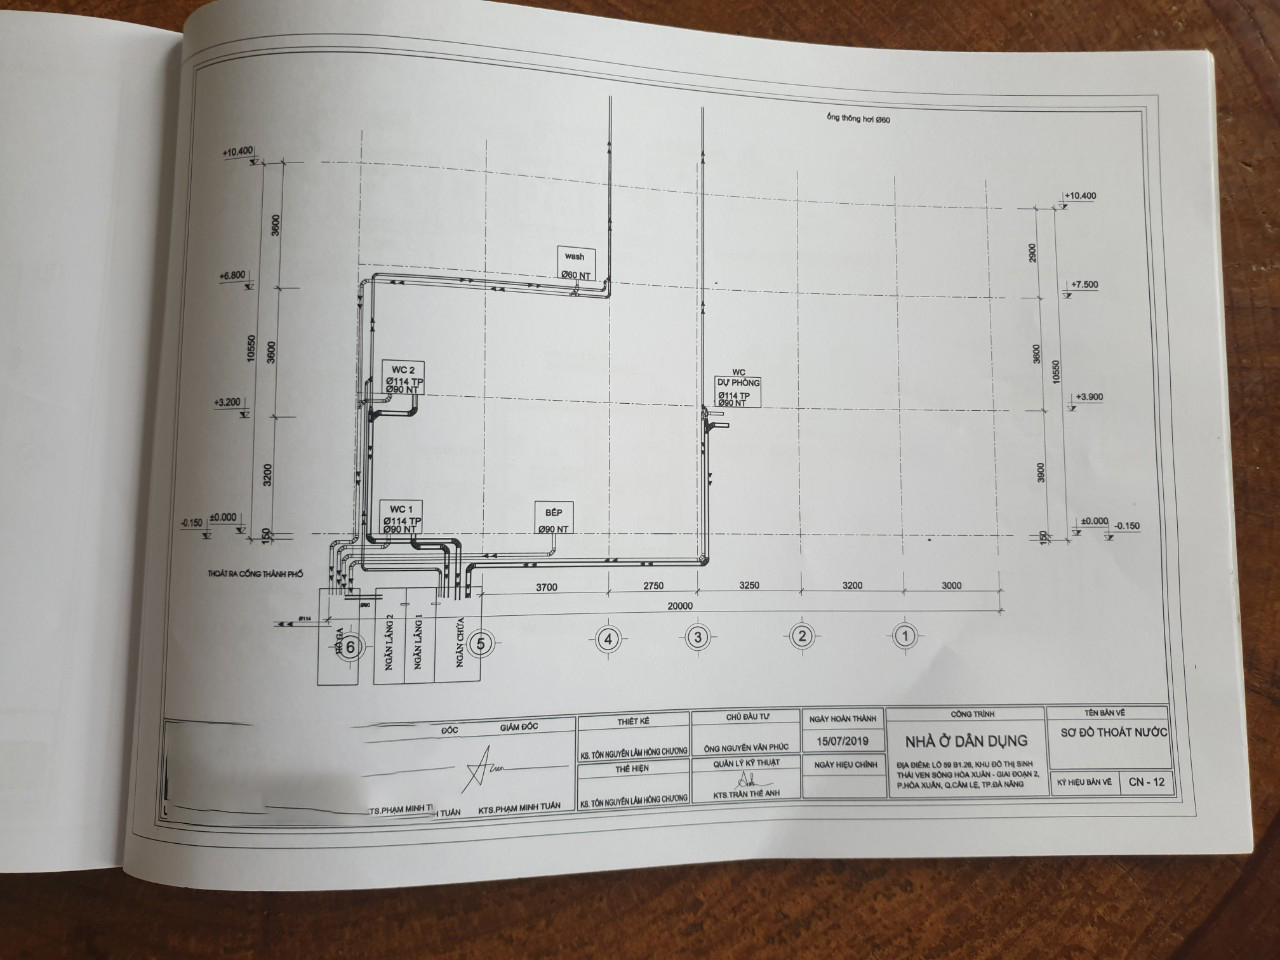 ống thông hơi Ø60
+10.400
+10.400
3600
2900
wash
Ø60 NT
+6.800
+7.500
10550
3600
3600
10550
WC 2
Ø114 TP
Ø90 NT
WC
DỰ PHÒNG
Ø114 TP
Ø90 NT
+3.200
+3.900
3200
3900
WC 1
Ø114 TP
Ø90 NT
BẾP
Ø90 NT
-0.150
±0.000
150
±0.000
-0.150
150
THOÁT RA CỐNG THÀNH PHỐ
3700
2750
3250
3200
3000
20000
Ø114
HỐ GA
6
NGĂN LẮNG 2
NGĂN LẮNG 1
NGĂN CHỨA
5
4
3
2
1
ĐỐC
GIÁM ĐỐC
KTS.PHẠM MINH TUẤN
THIẾT KẾ
KS. TÔN NGUYỄN LÂM HỒNG CHƯƠNG
THỂ HIỆN
KS. TÔN NGUYỄN LÂM HỒNG CHƯƠNG
CHỦ ĐẦU TƯ
ÔNG NGUYỄN VĂN PHÚC
QUẢN LÝ KỸ THUẬT
KTS.TRẦN THẾ ANH
NGÀY HOÀN THÀNH
15/07/2019
NGÀY HIỆU CHỈNH
CÔNG TRÌNH
NHÀ Ở DÂN DỤNG
ĐỊA ĐIỂM: LÔ 59 B1.26, KHU ĐÔ THỊ SINH
THÁI VEN SÔNG HÒA XUÂN - GIAI ĐOẠN 2,
P.HÒA XUÂN, Q.CẨM LỆ, TP.ĐÀ NẴNG
TÊN BẢN VẼ
SƠ ĐỒ THOÁT NƯỚC
KÝ HIỆU BẢN VẼ
CN - 12